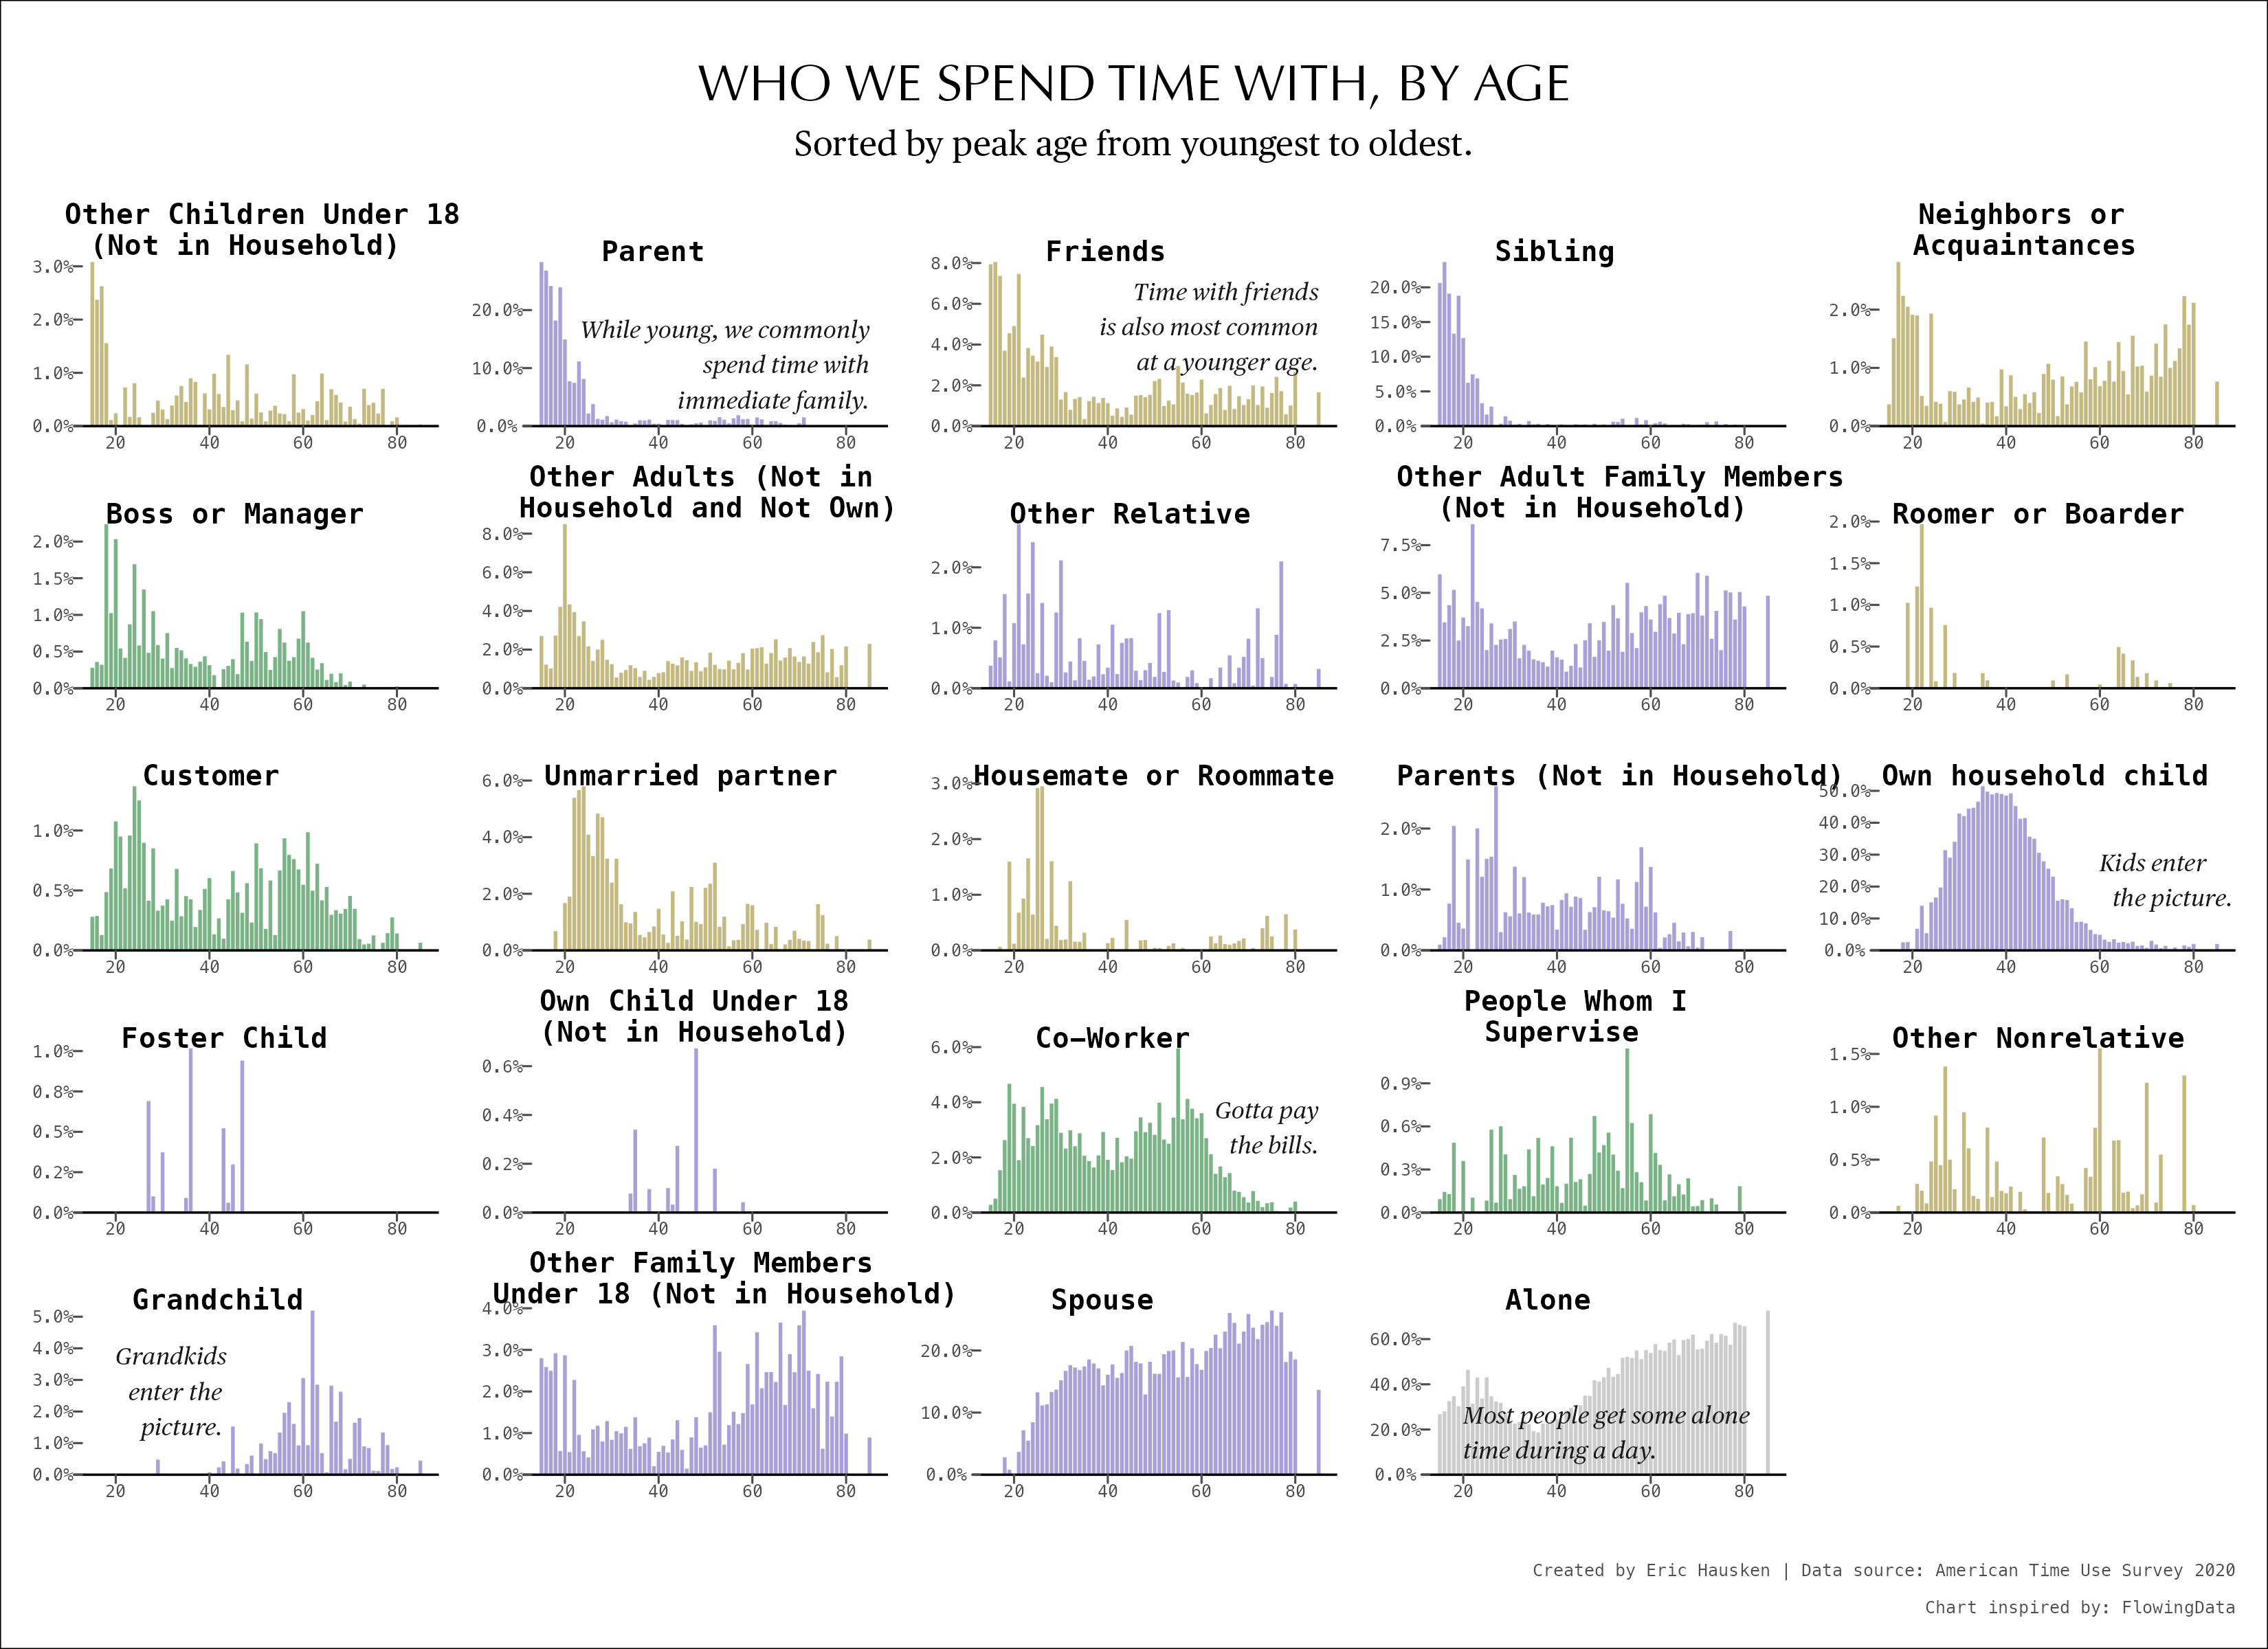 WHO WE SPEND TIME WITH, BY AGE
Sorted by peak age from youngest to oldest.
Other Children Under 18
(Not in Household)
3.0%
2.0%
1.0%
0.0%
20 40 60 80
Parent
20.0%
10.0%
0.0%
While young, we commonly
spend time with
immediate family.
20 40 60 80
Friends
8.0%
6.0%
4.0%
2.0%
0.0%
Time with friends
is also most common
at a younger age.
20 40 60 80
Sibling
20.0%
15.0%
10.0%
5.0%
0.0%
20 40 60 80
Neighbors or
Acquaintances
2.0%
1.0%
0.0%
20 40 60 80
Boss or Manager
2.0%
1.5%
1.0%
0.5%
0.0%
20 40 60 80
Other Adults (Not in
Household and Not Own)
8.0%
6.0%
4.0%
2.0%
0.0%
20 40 60 80
Other Relative
2.0%
1.0%
0.0%
20 40 60 80
Other Adult Family Members
(Not in Household)
7.5%
5.0%
2.5%
0.0%
20 40 60 80
Roomer or Boarder
2.0%
1.5%
1.0%
0.5%
0.0%
20 40 60 80
Customer
1.0%
0.5%
0.0%
20 40 60 80
Unmarried partner
6.0%
4.0%
2.0%
0.0%
20 40 60 80
Housemate or Roommate
3.0%
2.0%
1.0%
0.0%
20 40 60 80
Parents (Not in Household)
2.0%
1.0%
0.0%
20 40 60 80
Own household child
50.0%
40.0%
30.0%
20.0%
10.0%
0.0%
Kids enter
the picture.
20 40 60 80
Foster Child
1.0%
0.8%
0.5%
0.2%
0.0%
20 40 60 80
Own Child Under 18
(Not in Household)
0.6%
0.4%
0.2%
0.0%
20 40 60 80
Co-Worker
6.0%
4.0%
2.0%
0.0%
Gotta pay
the bills.
20 40 60 80
People Whom I
Supervise
0.9%
0.6%
0.3%
0.0%
20 40 60 80
Other Nonrelative
1.5%
1.0%
0.5%
0.0%
20 40 60 80
Grandchild
5.0%
4.0%
3.0%
2.0%
1.0%
0.0%
Grandkids
enter the
picture.
20 40 60 80
Other Family Members
Under 18 (Not in Household)
4.0%
3.0%
2.0%
1.0%
0.0%
20 40 60 80
Spouse
20.0%
10.0%
0.0%
20 40 60 80
Alone
60.0%
40.0%
20.0%
0.0%
Most people get some alone
time during a day.
20 40 60 80
Created by Eric Hausken | Data source: American Time Use Survey 2020
Chart inspired by: FlowingData